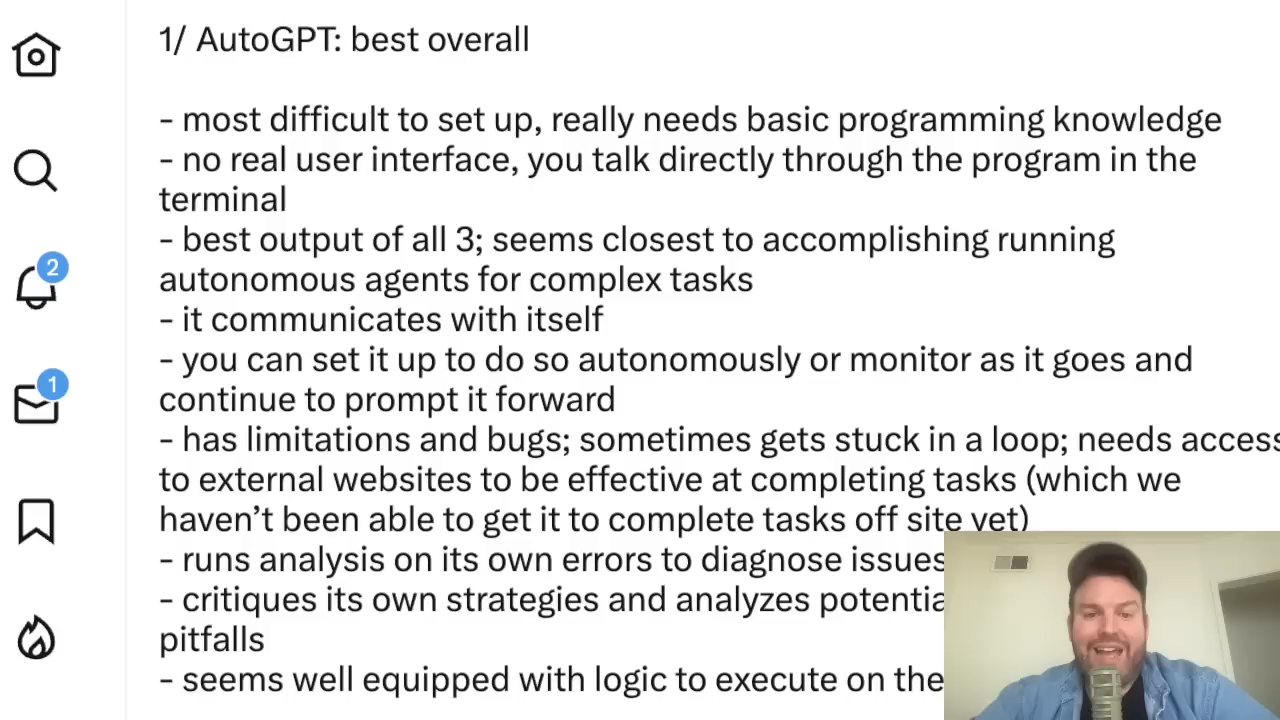 1/ AutoGPT: best overall
- most difficult to set up, really needs basic programming knowledge
- no real user interface, you talk directly through the program in the
terminal
- best output of all 3; seems closest to accomplishing running
autonomous agents for complex tasks
- it communicates with itself
- you can set it up to do so autonomously or monitor as it goes and
continue to prompt it forward
- has limitations and bugs; sometimes gets stuck in a loop; needs access
to external websites to be effective at completing tasks (which we
haven’t been able to get it to complete tasks off site yet)
- runs analysis on its own errors to diagnose issues
- critiques its own strategies and analyzes
pitfalls
- seems well equipped with logic to execute on the
2
1